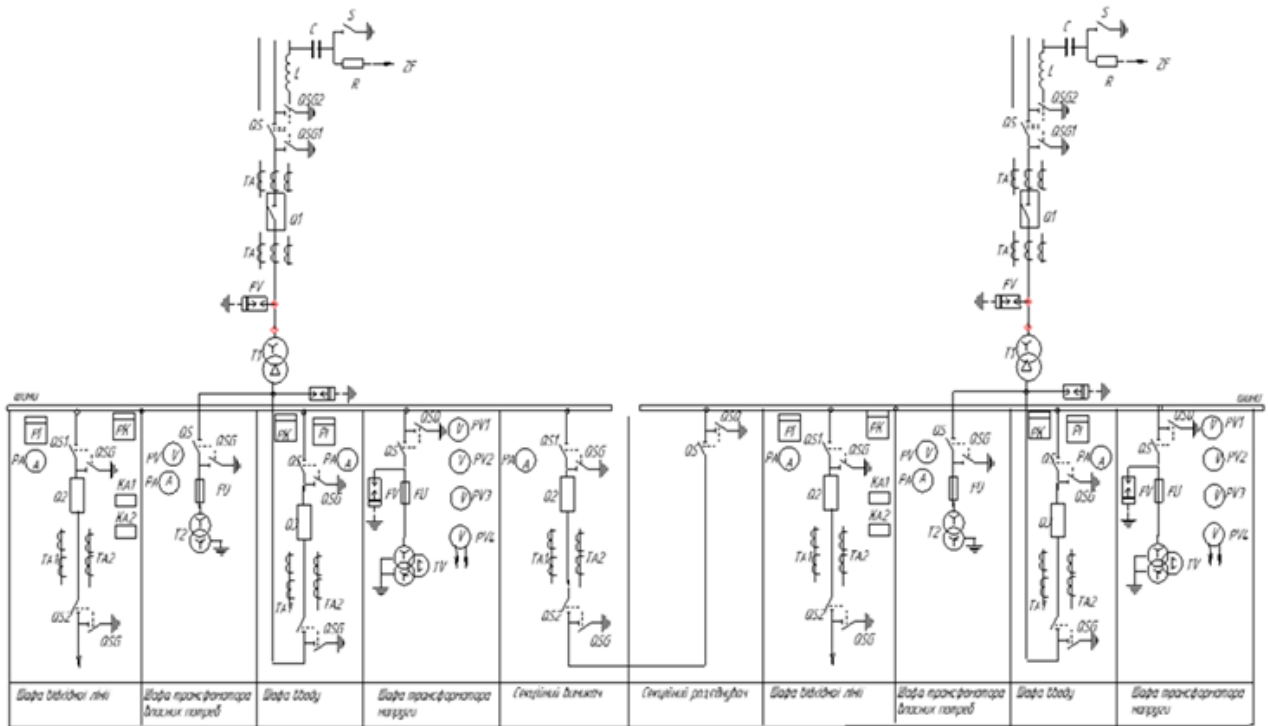 S
C
S
C
ZF
ZF
L
R
L
R
QSG2
QSG2
QS
QS
QSG1
QSG1
TA
TA
Q1
Q1
TA
TA
FV
FV
T1
T1
PI
PK
QS1
QSG
PA A
Q2
KA1
KA2
TA1
TA2
QS2
QSG
QS
QSG
PV V
PA A
FU
T2
PK
PI
QS
PA A
QSG
TA1
TA2
QSG
QS
PV1
V
PV2
V
FV
FU
PV3
V
PV4
V
TV
QS1
QSG
PA A
Q2
TA1
TA2
QS2
QSG
QS
PI
PK
QS1
QSG
PA A
Q2
KA1
KA2
TA1
TA2
QS2
QSG
QS
QSG
PV V
PA A
FU
T2
PK
PI
QS
PA A
QSG
TA1
TA2
QSG
QS
PV1
V
PV2
V
FV
FU
PV3
V
PV4
V
TV
Шафа відхідної лінії
Шафа трансформатора
власних потреб
Шафа вводу
Шафа трансформатора
напруги
Секційний вимикач
Секційний роз'єднувач
Шафа відхідної лінії
Шафа трансформатора
власних потреб
Шафа вводу
Шафа трансформатора
напруги